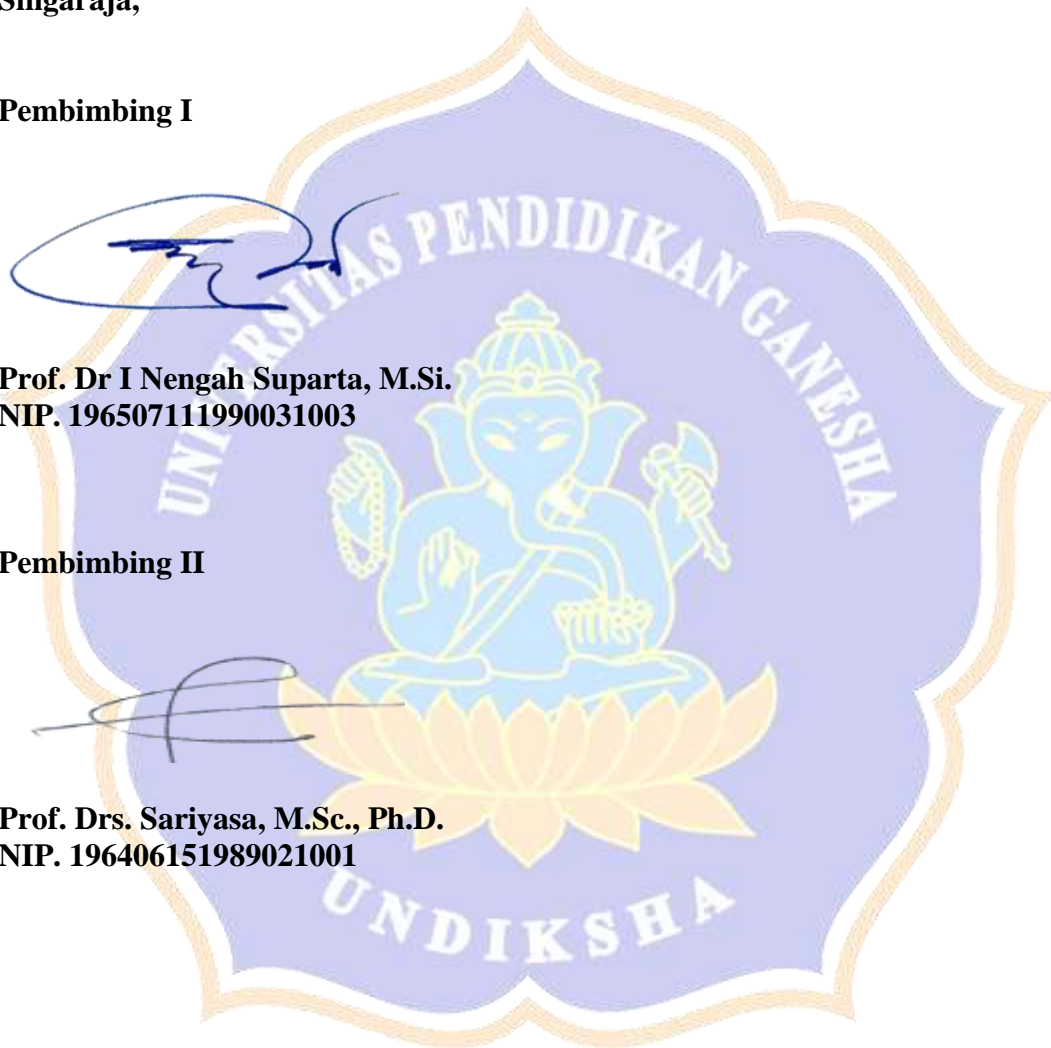 Singaraja,
Pembimbing I
Prof. Dr I Nengah Suparta, M.Si.
NIP. 196507111990031003
Pembimbing II
Prof. Drs. Sariyasa, M.Sc., Ph.D.
NIP. 196406151989021001
UNIVERSITAS PENDIDIKAN GANESHA
UNDIKSHA